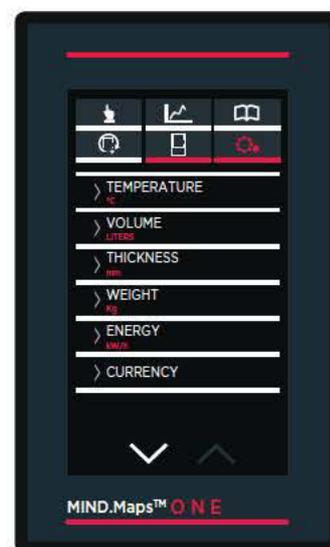 TEMPERATURE
°C
VOLUME
LITERS
THICKNESS
mm
WEIGHT
Kg
ENERGY
kW/h
CURRENCY
MIND.Maps™ ONE